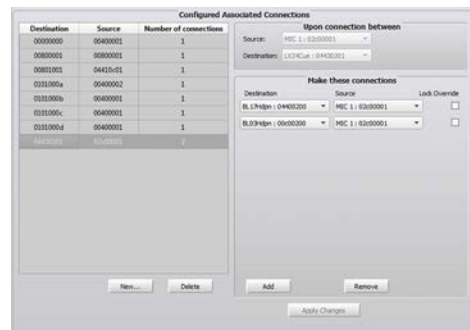 Configured Associated Connections
Destination Source Number of connections
00000000 00400001 1
00800001 00800001 1
00801001 04410c01 1
0101000a 00400002 1
0101000b 00400001 1
0101000c 00400001 1
0101000d 00400001 1
04430201 02c00001 2
New... Delete
Upon connection between
Source: MIC 1 : 02c00001
Destination: LX24Cue : 04430201
Make these connections
Destination Source Lock Override
BL17Hdpn : 04400200 MIC 1 : 02c00001
BL03Hdpn : 00c00200 MIC 1 : 02c00001
Add Remove
Apply Changes